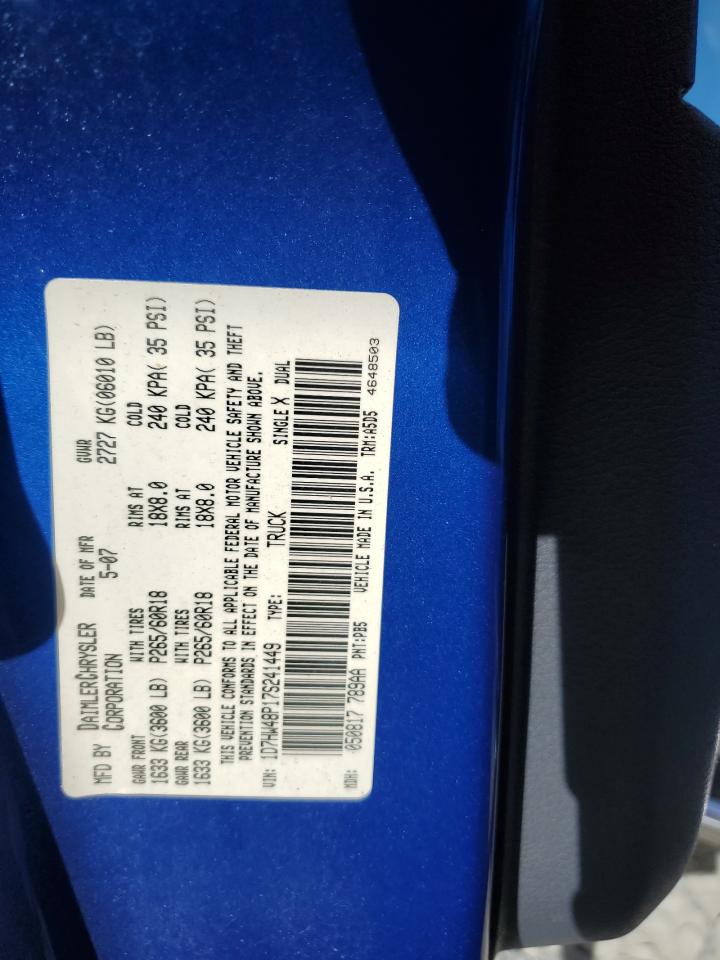 MFD BY DAIMLERCHRYSLER CORPORATION DATE OF MFR 5-07 GVWR 2727 KG(06010 LB)
GAWR FRONT WITH TIRES RIMS AT COLD
1633 KG(3600 LB) P265/60R18 18X8.0 240 KPA( 35 PSI)
GAWR REAR WITH TIRES RIMS AT COLD
1633 KG(3600 LB) P265/60R18 18X8.0 240 KPA( 35 PSI)
THIS VEHICLE CONFORMS TO ALL APPLICABLE FEDERAL MOTOR VEHICLE SAFETY AND THEFT
PREVENTION STANDARDS IN EFFECT ON THE DATE OF MANUFACTURE SHOWN ABOVE.
VIN: 1D7HW48P17S241449 TYPE: TRUCK SINGLE X DUAL
MDH: 050817 789AA PNT:PB5 VEHICLE MADE IN U.S.A. TRM:A5D5 4648503